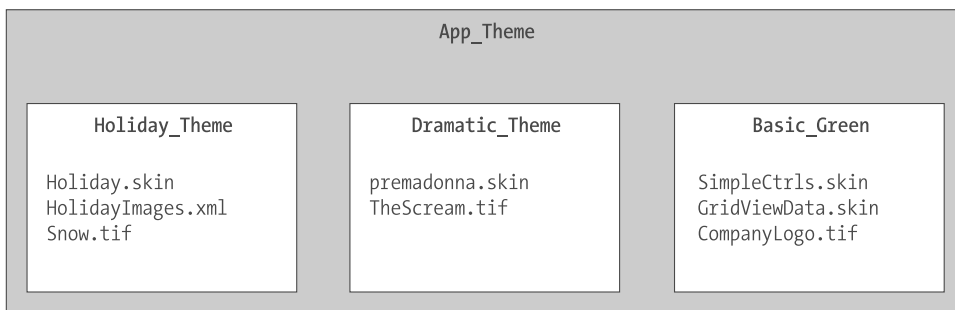 App_Theme
Holiday_Theme
Holiday.skin
HolidayImages.xml
Snow.tif
Dramatic_Theme
premadonna.skin
TheScream.tif
Basic_Green
SimpleCtrls.skin
GridViewData.skin
CompanyLogo.tif